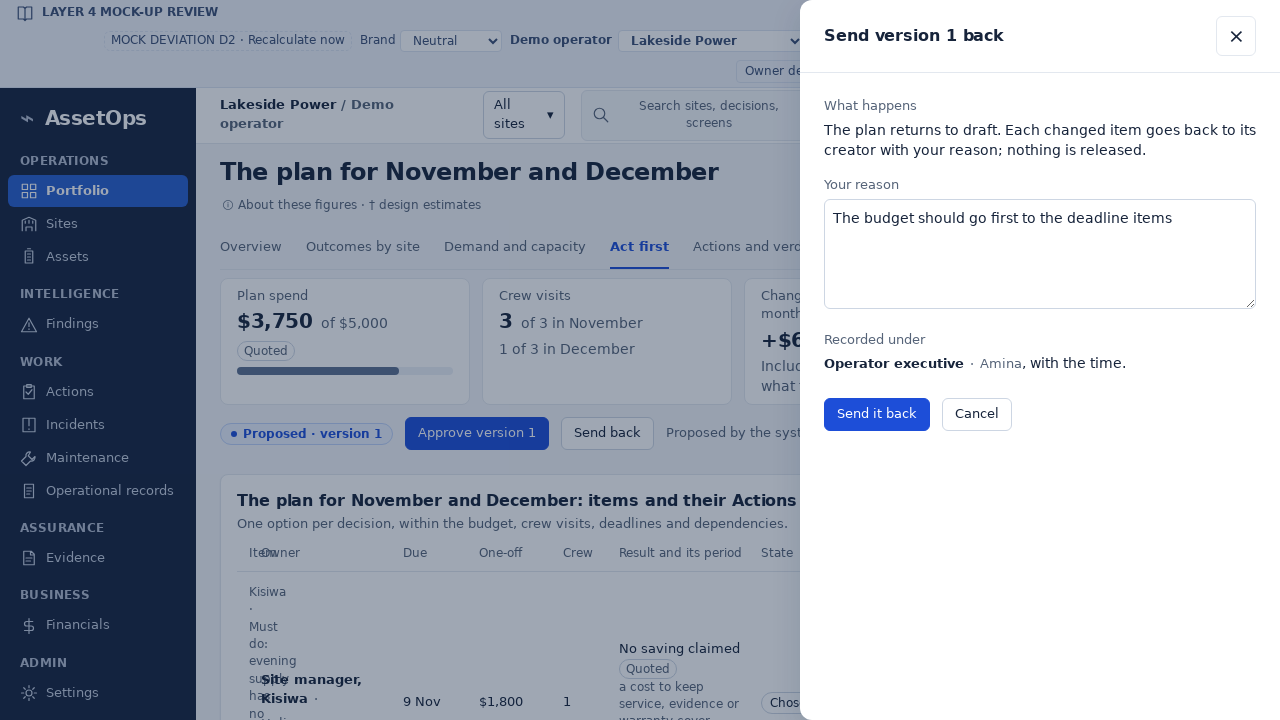 LAYER 4 MOCK-UP REVIEW
MOCK DEVIATION D2 · Recalculate now Brand Neutral Demo operator Lakeside Power
Owner de
AssetOps
OPERATIONS
Portfolio
Sites
Assets
INTELLIGENCE
Findings
WORK
Actions
Incidents
Maintenance
Operational records
ASSURANCE
Evidence
BUSINESS
Financials
ADMIN
Settings
Lakeside Power / Demo
operator
All
sites ▾
Search sites, decisions,
screens
The plan for November and December
About these figures · † design estimates
Overview Outcomes by site Demand and capacity Act first Actions and verd
Plan spend
$3,750 of $5,000
Quoted
Crew visits
3 of 3 in November
1 of 3 in December
Chang
month
+$6
Includ
what
Proposed · version 1 Approve version 1 Send back Proposed by the syst
The plan for November and December: items and their Actions
One option per decision, within the budget, crew visits, deadlines and dependencies.
Item Owner Due One-off Crew Result and its period State
Kisiwa
·
Must
do:
evening
supply
has
no
Site manager,
Kisiwa ·
9 Nov $1,800 1
No saving claimed
Quoted
a cost to keep
service, evidence or
warranty cover
Chose
Send version 1 back
What happens
The plan returns to draft. Each changed item goes back to its
creator with your reason; nothing is released.
Your reason
The budget should go first to the deadline items
Recorded under
Operator executive · Amina, with the time.
Send it back Cancel